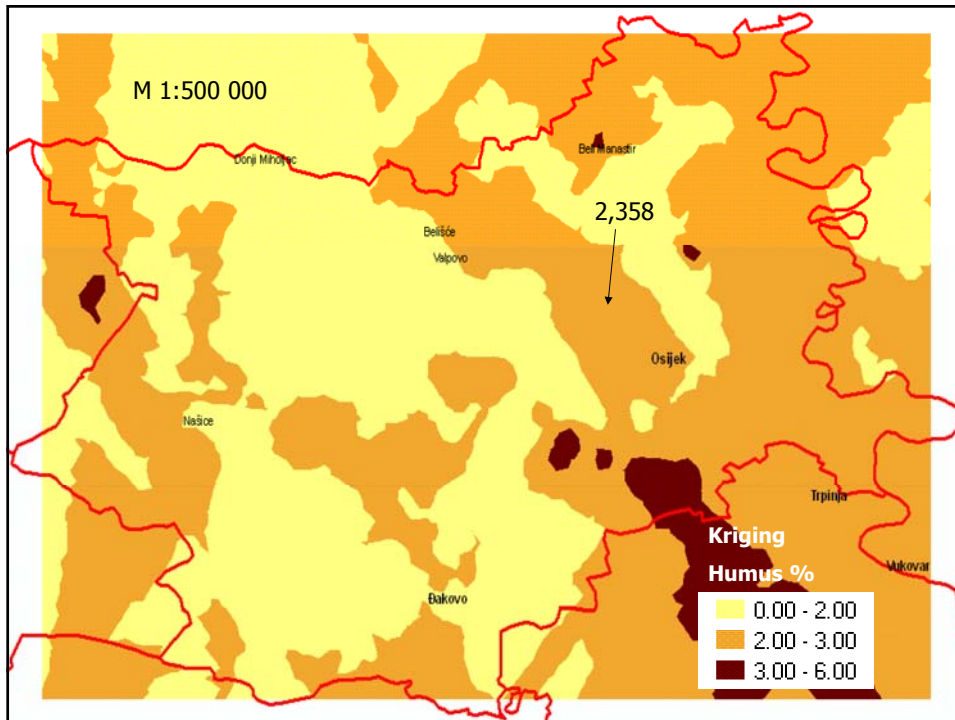 M 1:500 000
Beli Manastir
Donji Miholjac
2,358
Belišće
Valpovo
Osijek
Našice
Trpinja
Kriging
Vukovar
Humus %
Đakovo
0.00 - 2.00
2.00 - 3.00
3.00 - 6.00